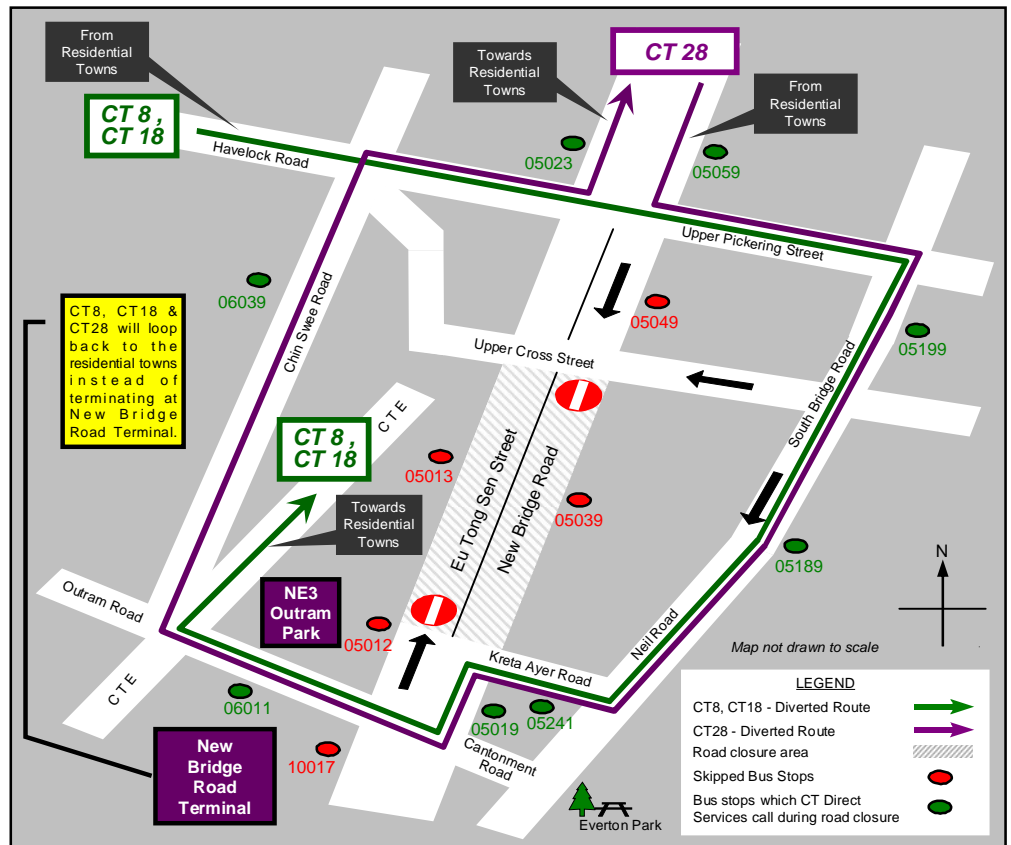 From
Residential
Towns
Towards
Residential
Towns
CT 28
From
Residential
Towns
CT 8 ,
CT 18
Havelock Road
05023
05059
Upper Pickering Street
06039
05049
05199
CT8, CT18 &
CT28 will loop
back to the
residential towns
instead of
terminating at
New Bridge
Road Terminal.
Chin Swee Road
Upper Cross Street
South Bridge Road
CTE
CT 8 ,
CT 18
05013
Eu Tong Sen Street
New Bridge Road
05039
Towards
Residential
Towns
05189
N
Outram Road
NE3
Outram
Park
05012
Kreta Ayer Road
Neil Road
Map not drawn to scale
CTE
06011
05019
05241
New
Bridge
Road
Terminal
10017
Cantonment
Road
Everton Park
LEGEND
CT8, CT18 - Diverted Route
CT28 - Diverted Route
Road closure area
Skipped Bus Stops
Bus stops which CT Direct
Services call during road closure